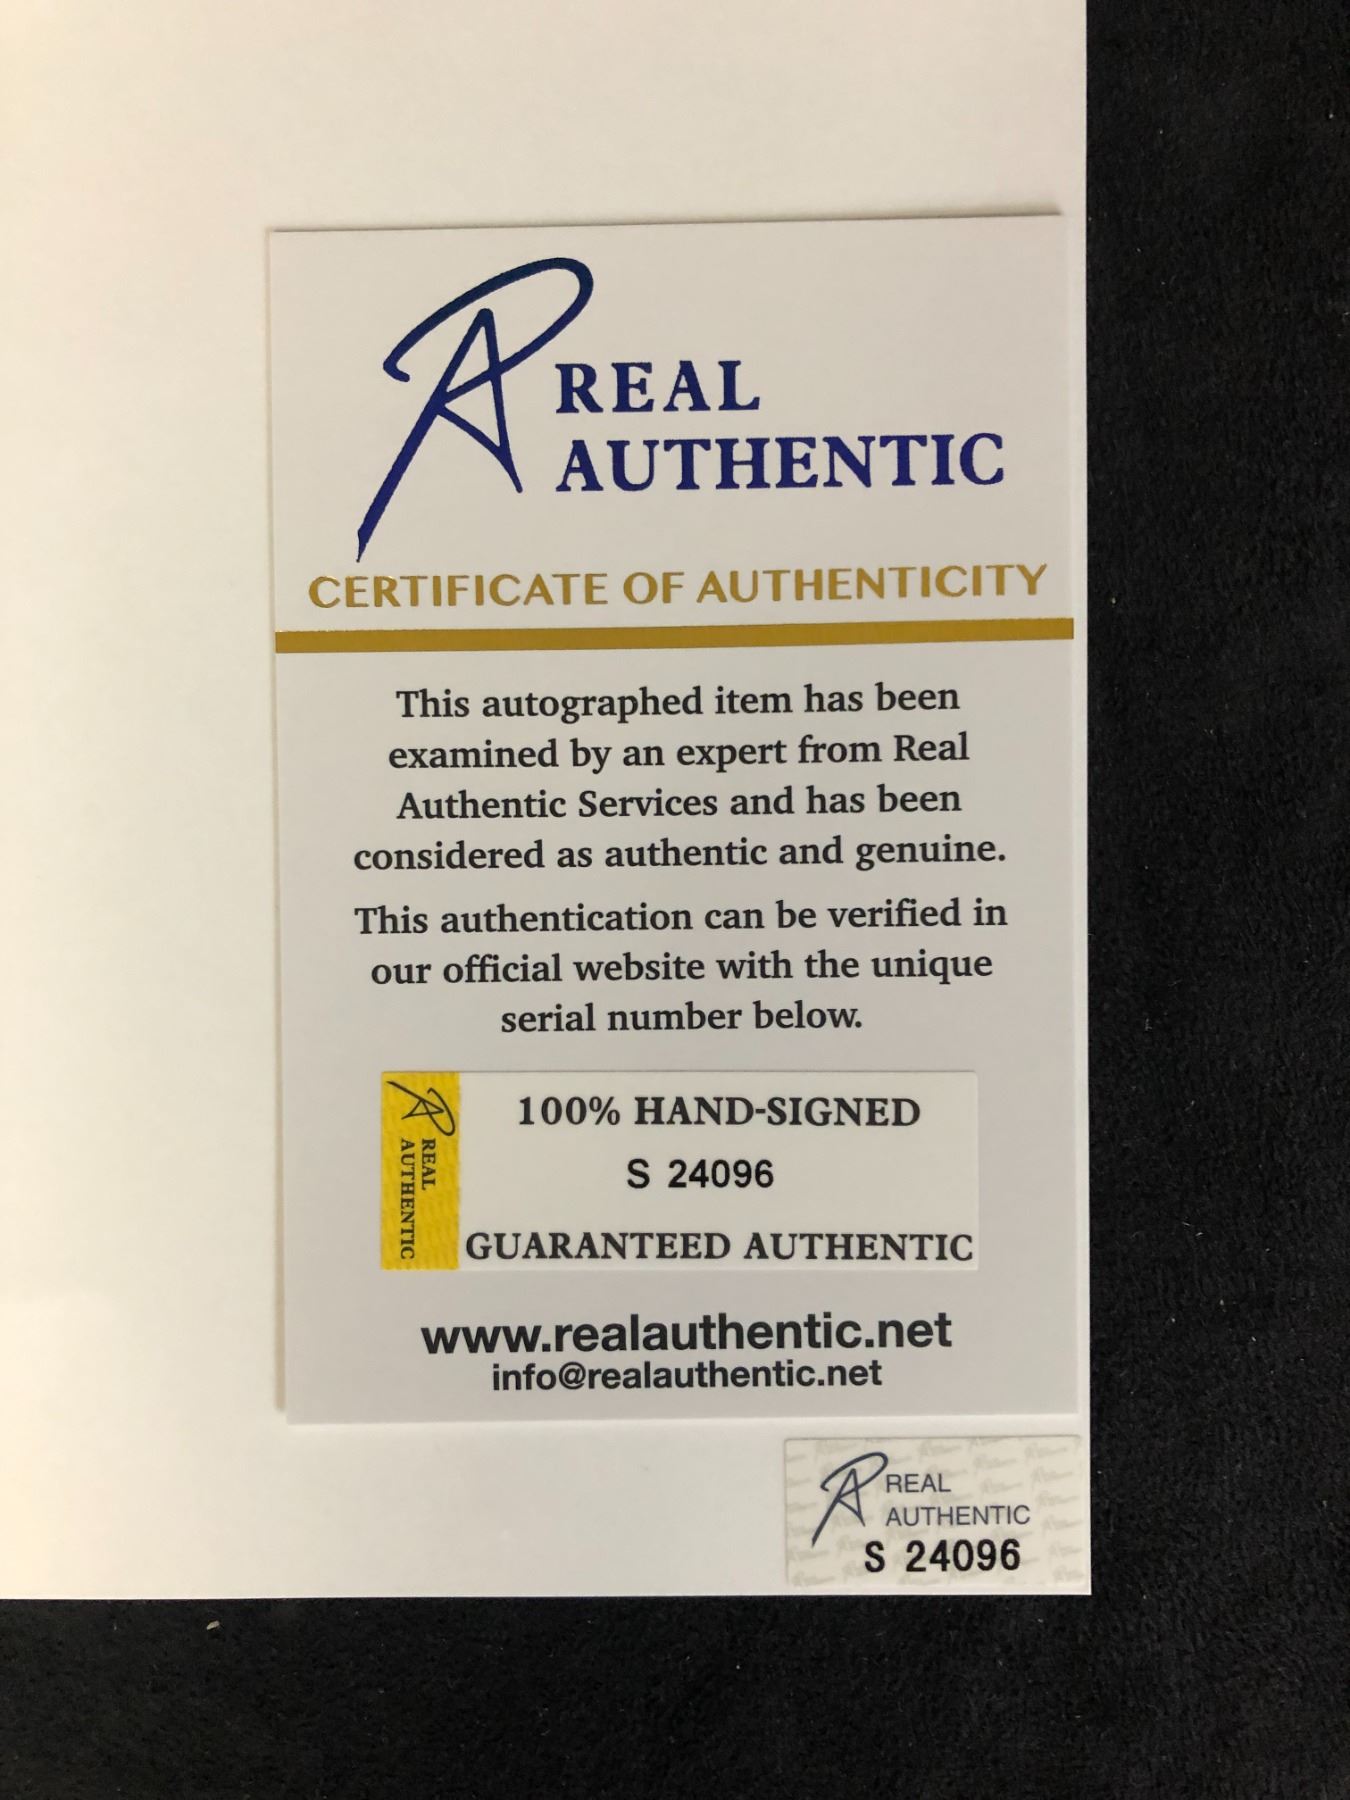 REAL
AUTHENTIC
CERTIFICATE OF AUTHENTICITY
This autographed item has been
examined by an expert from Real
Authentic Services and has been
considered as authentic and genuine.
This authentication can be verified in
our official website with the unique
serial number below.
REAL
AUTHENTIC
100% HAND-SIGNED
S 24096
GUARANTEED AUTHENTIC
www.realauthentic.net
info@realauthentic.net
REAL
AUTHENTIC
S 24096